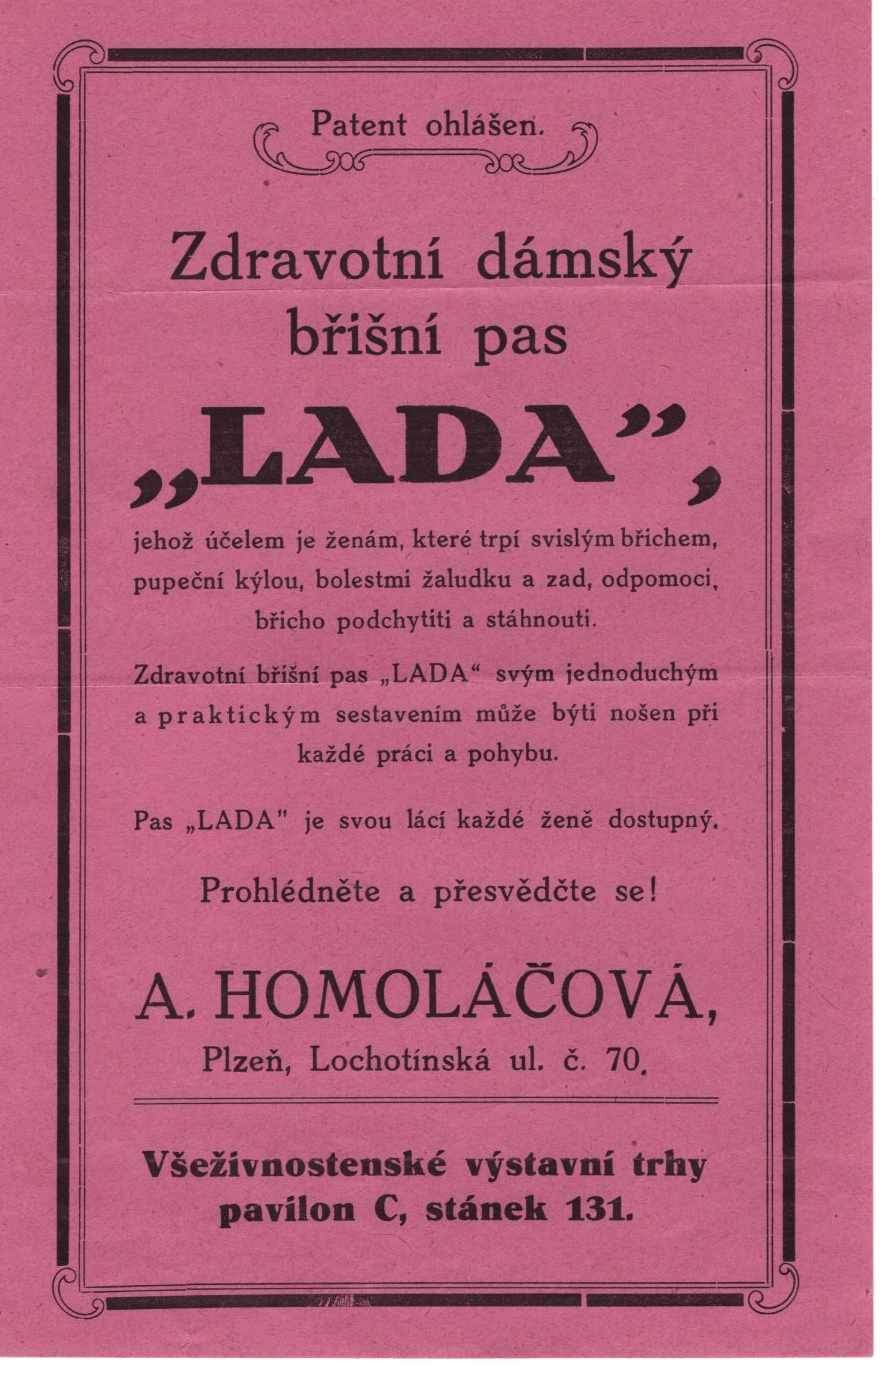 Patent ohlášen.
Zdravotní dámský
břišní pas
„LADA”,
jehož účelem je ženám, které trpí svislým břichem,
pupeční kýlou, bolestmi žaludku a zad, odpomoci,
břicho podchytiti a stáhnouti.
Zdravotní břišní pas „LADA“ svým jednoduchým
a praktickým sestavením může býti nošen při
každé práci a pohybu.
Pas „LADA” je svou lácí každé ženě dostupný.
Prohlédněte a přesvědčte se!
A. HOMOLÁČOVÁ,
Plzeň, Lochotínská ul. č. 70.
Všeživnostenské výstavní trhy
pavilon C, stánek 131.